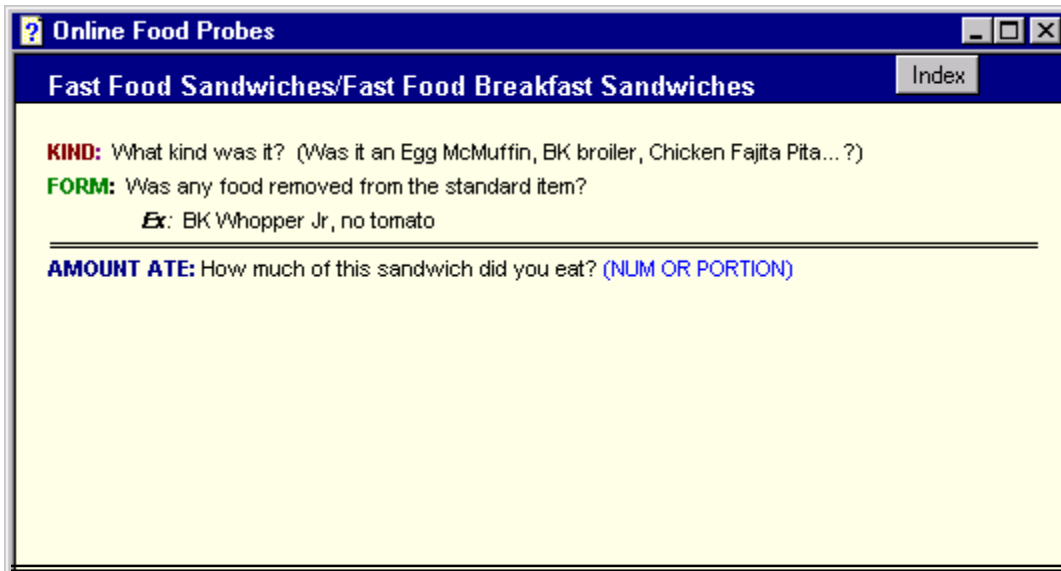 Online Food Probes
Index
Fast Food Sandwiches/Fast Food Breakfast Sandwiches
KIND: What kind was it? (Was it an Egg McMuffin, BK broiler, Chicken Fajita Pita...?)
FORM: Was any food removed from the standard item?
Ex: BK Whopper Jr, no tomato
AMOUNT ATE: How much of this sandwich did you eat? (NUM OR PORTION)